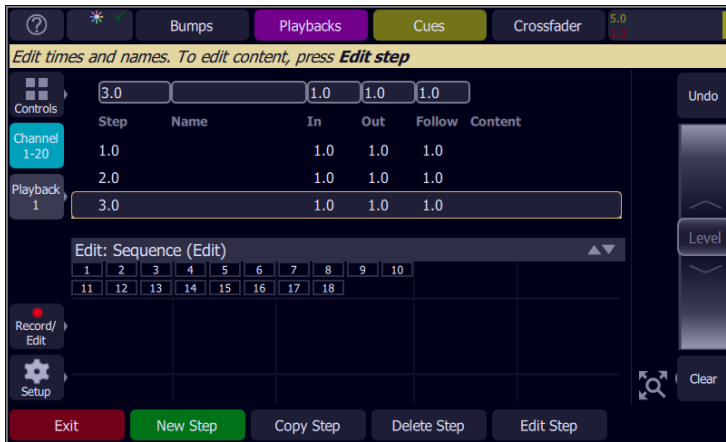 ?
Bumps
Playbacks
Cues
Crossfader
5.0
1.0
Edit times and names. To edit content, press Edit step
Controls
3.0 1.0 1.0 1.0
Undo
Step Name In Out Follow Content
Channel
1-20
1.0 1.0 1.0 1.0
2.0 1.0 1.0 1.0
Playback
1
3.0 1.0 1.0 1.0
Level
Edit: Sequence (Edit)
1 2 3 4 5 6 7 8 9 10
11 12 13 14 15 16 17 18
Record/
Edit
Setup
Clear
Exit
New Step
Copy Step
Delete Step
Edit Step